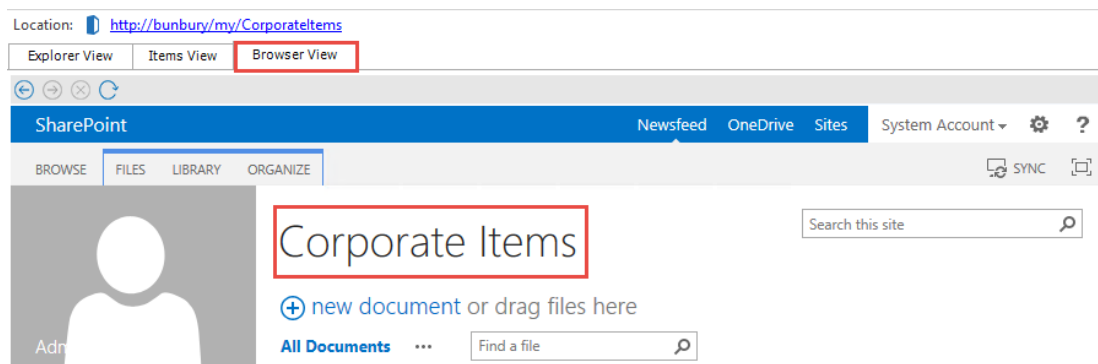 Location: http://bunbury/my/CorporateItems
Explorer View Items View Browser View
SharePoint Newsfeed OneDrive Sites System Account ?
BROWSE FILES LIBRARY ORGANIZE SYNC
Corporate Items
Search this site
new document or drag files here
All Documents ... Find a file